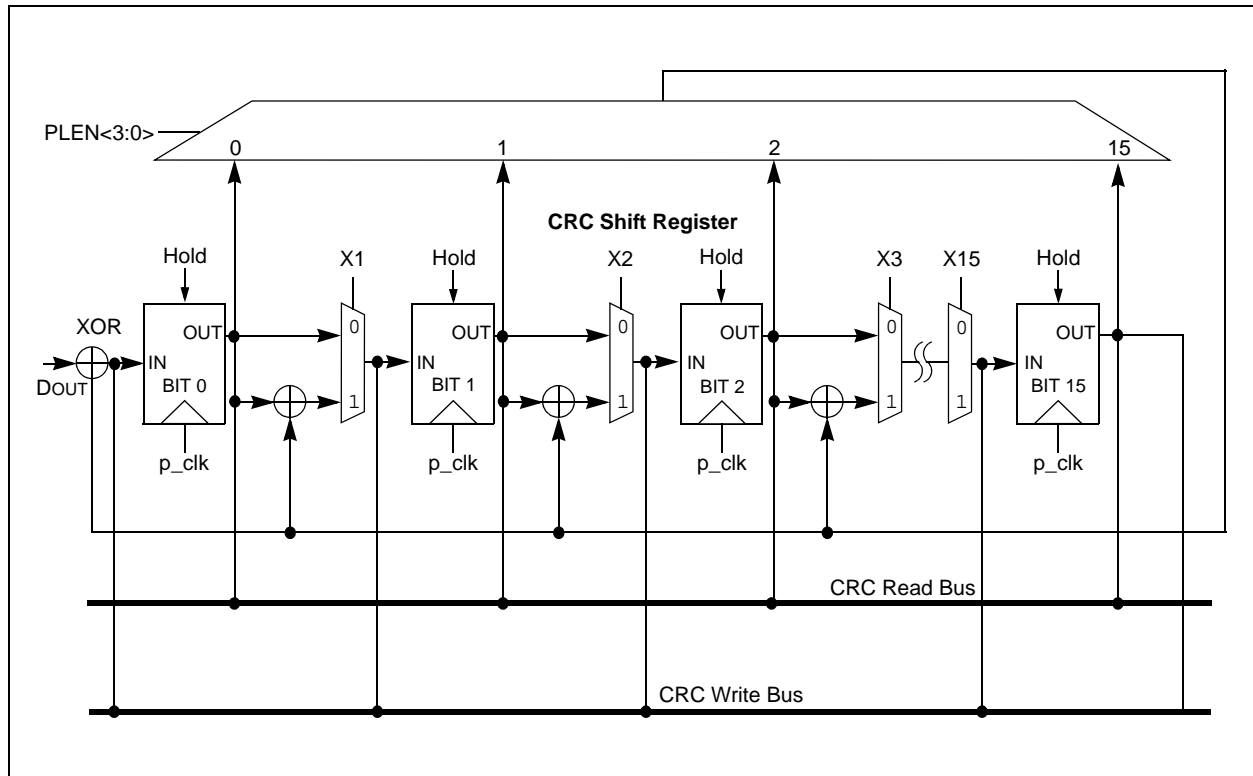 PLEN<3:0>
0 1 2 15
CRC Shift Register
Hold X1 Hold X2 Hold X3 X15 Hold
XOR OUT 0 OUT 0 OUT 0 0 OUT
DOUT IN IN IN IN
BIT 0 1 BIT 1 1 BIT 2 1 1 BIT 15
p_clk p_clk p_clk p_clk
CRC Read Bus
CRC Write Bus